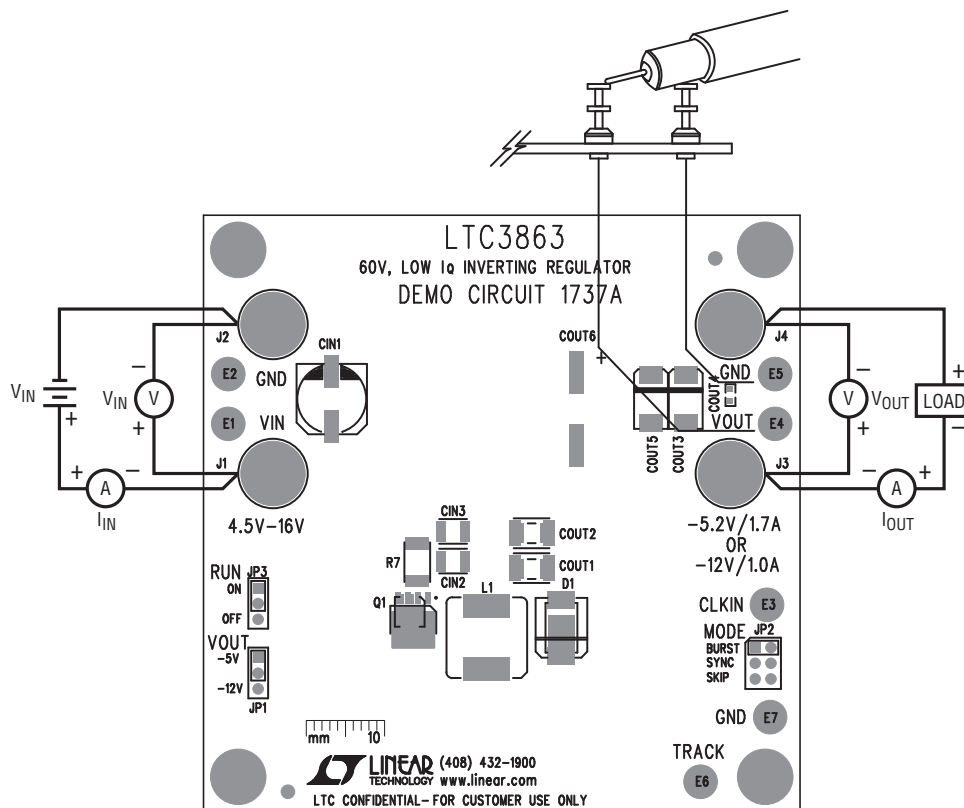 LTC3863
60V, LOW IQ INVERTING REGULATOR
DEMO CIRCUIT 1737A
J2
CIN1
COUT6
+
J4
VIN
+
−
VIN
V
+
E2
GND
E1
VIN
J1
+
A
−
IIN
4.5V-16V
GND
E5
COUT4
VOUT
E4
COUT5
COUT3
J3
−
V
+
VOUT
+
LOAD
−
−
A
+
IOUT
-5.2V/1.7A
OR
-12V/1.0A
CIN3
CIN2
R7
Q1
L1
COUT2
COUT1
D1
RUN
JP3
ON
OFF
VOUT
-5V
-12V
JP1
CLKIN
E3
MODE
JP2
BURST
SYNC
SKIP
GND
E7
TRACK
E6
mm 10
LINEAR (408) 432-1900
TECHNOLOGY www.linear.com
LTC CONFIDENTIAL-FOR CUSTOMER USE ONLY